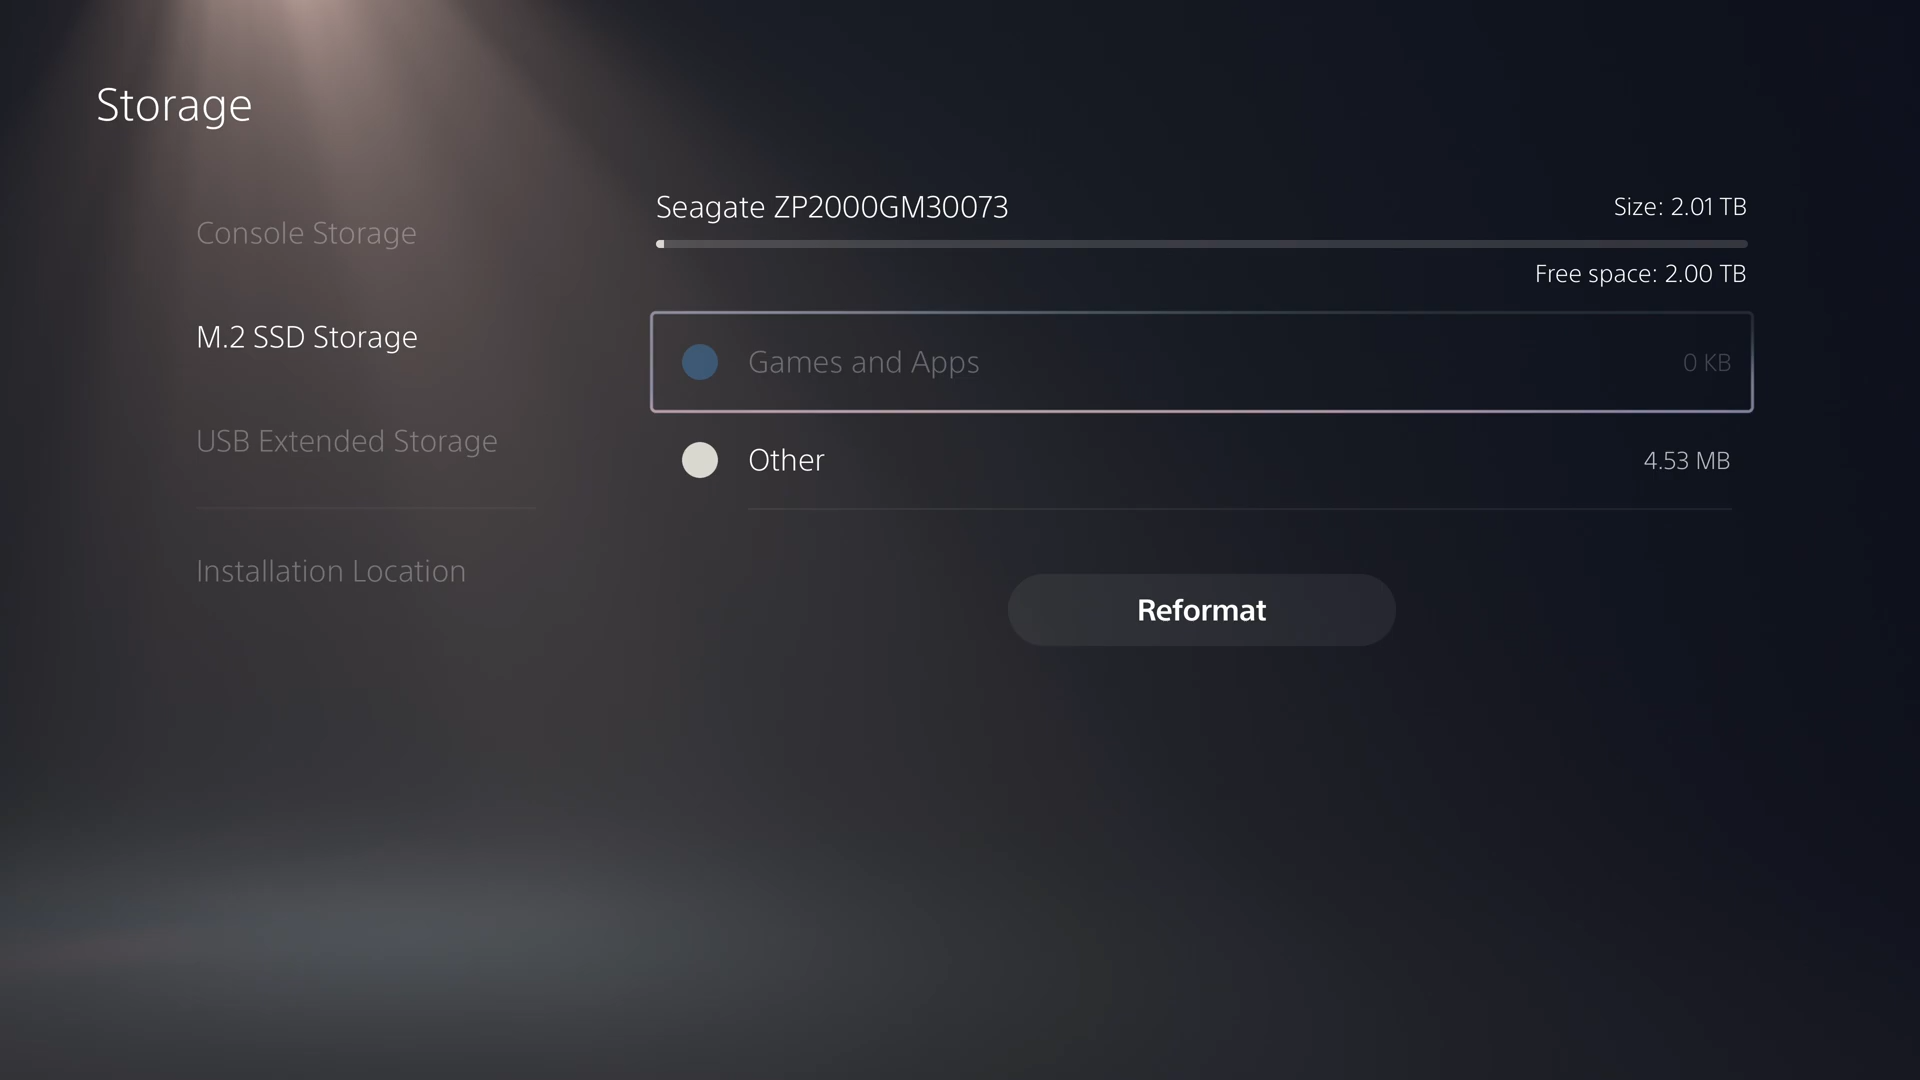 Storage
Console Storage
M.2 SSD Storage
USB Extended Storage
Installation Location
Seagate ZP2000GM30073
Size: 2.01 TB
Free space: 2.00 TB
Games and Apps
0 KB
Other
4.53 MB
Reformat